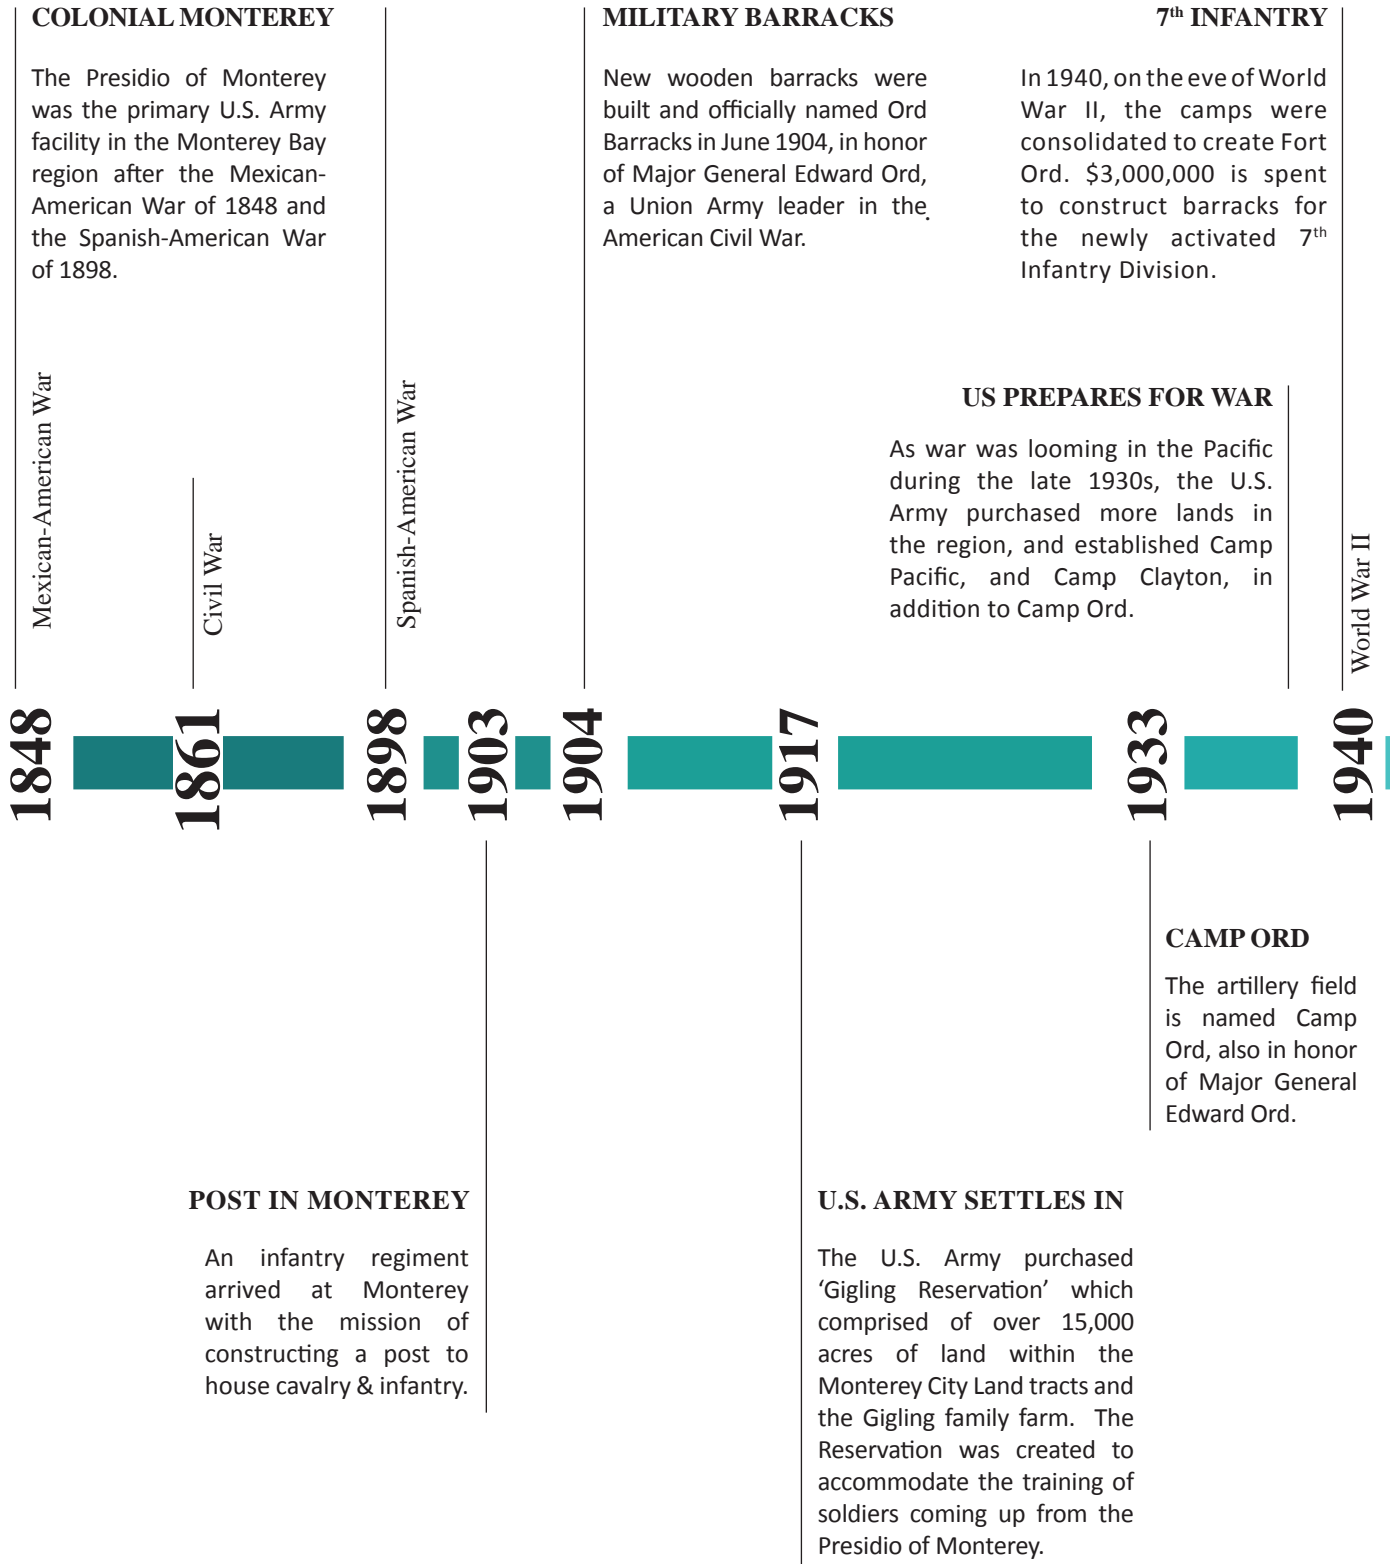 COLONIAL MONTEREY
The Presidio of Monterey
was the primary U.S. Army
facility in the Monterey Bay
region after the Mexican-
American War of 1848 and
the Spanish-American War
of 1898.
MILITARY BARRACKS
New wooden barracks were
built and officially named Ord
Barracks in June 1904, in honor
of Major General Edward Ord,
a Union Army leader in the
American Civil War.
7th INFANTRY
In 1940, on the eve of World
War II, the camps were
consolidated to create Fort
Ord. $3,000,000 is spent
to construct barracks for
the newly activated 7th
Infantry Division.
US PREPARES FOR WAR
As war was looming in the Pacific
during the late 1930s, the U.S.
Army purchased more lands in
the region, and established Camp
Pacific, and Camp Clayton, in
addition to Camp Ord.
Mexican-American War
Civil War
Spanish-American War
World War II
1848
1861
1898
1903
1904
1917
1933
1940
CAMP ORD
The artillery field
is named Camp
Ord, also in honor
of Major General
Edward Ord.
POST IN MONTEREY
An infantry regiment
arrived at Monterey
with the mission of
constructing a post to
house cavalry & infantry.
U.S. ARMY SETTLES IN
The U.S. Army purchased
‘Gigling Reservation’ which
comprised of over 15,000
acres of land within the
Monterey City Land tracts and
the Gigling family farm. The
Reservation was created to
accommodate the training of
soldiers coming up from the
Presidio of Monterey.